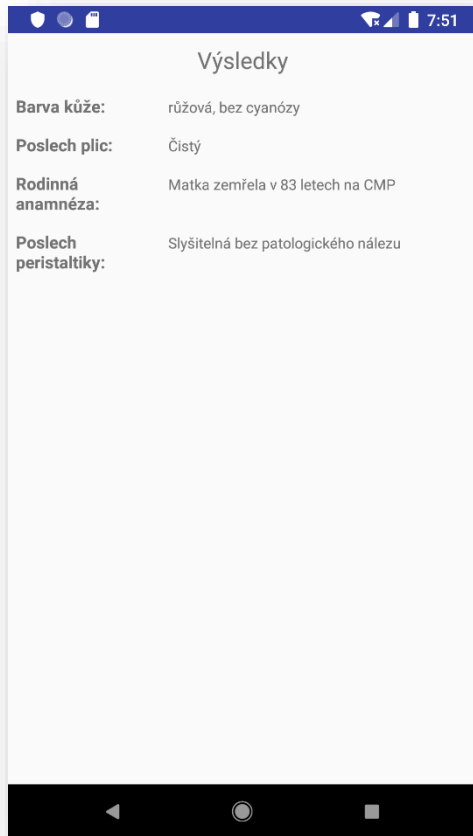 7:51
Výsledky
Barva kůže: růžová, bez cyanózy
Poslech plic: Čistý
Rodinná Matka zemřela v 83 letech na CMP
anamnéza:
Poslech Slyšitelná bez patologického nálezu
peristaltiky: